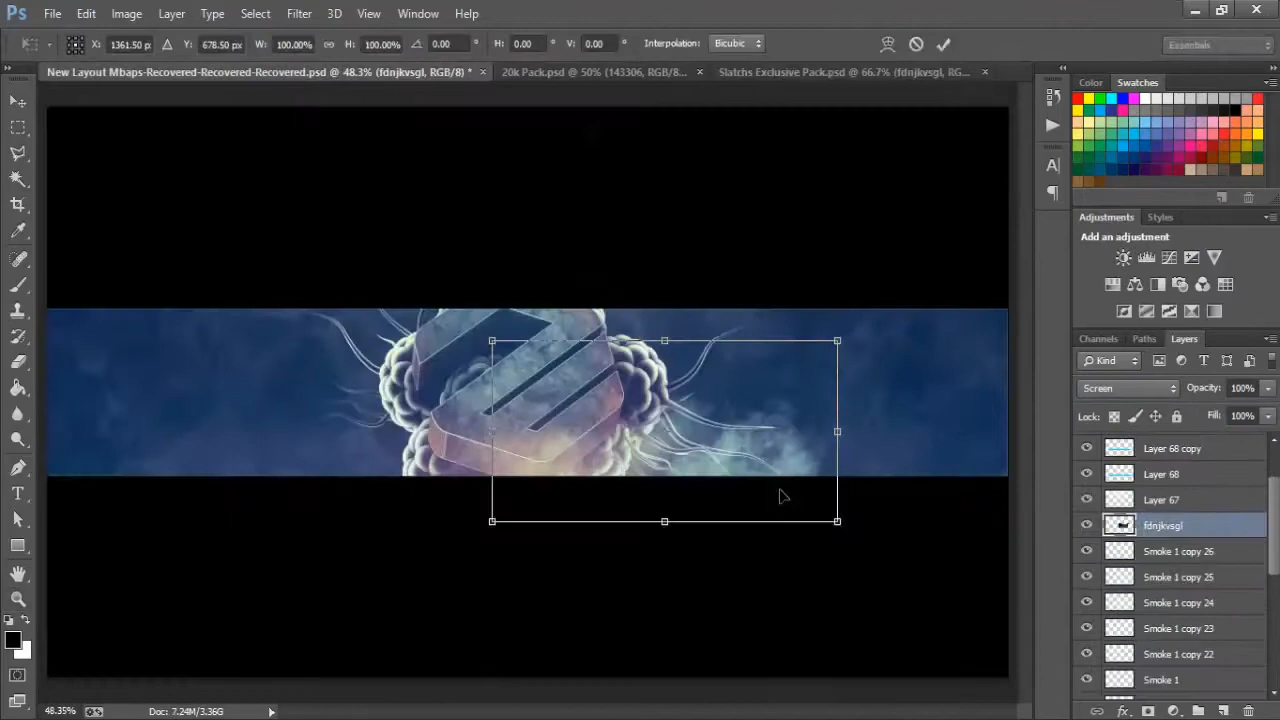 Ps File Edit Image Layer Type Select Filter 3D View Window Help
X: 1361.50 px Y: 678.50 px W: 100.00% H: 100.00% 0.00 ° H: 0.00 ° V: 0.00 ° Interpolation: Bicubic Essentials
New Layout Mbaps-Recovered-Recovered-Recovered.psd @ 48.3% (fdnjkvsgl, RGB/8) * × 20k Pack.psd @ 50% (143306, RGB/8... × Slatchs Exclusive Pack.psd @ 66.7% (fdnjkvsgl, RG... ×
Color Swatches
Adjustments Styles
Add an adjustment
Channels Paths Layers
Kind
Screen Opacity: 100%
Lock: Fill: 100%
Layer 68 copy
Layer 68
Layer 67
fdnjkvsgl
Smoke 1 copy 26
Smoke 1 copy 25
Smoke 1 copy 24
Smoke 1 copy 23
Smoke 1 copy 22
Smoke 1
48.35% Doc: 7.24M/3.36G